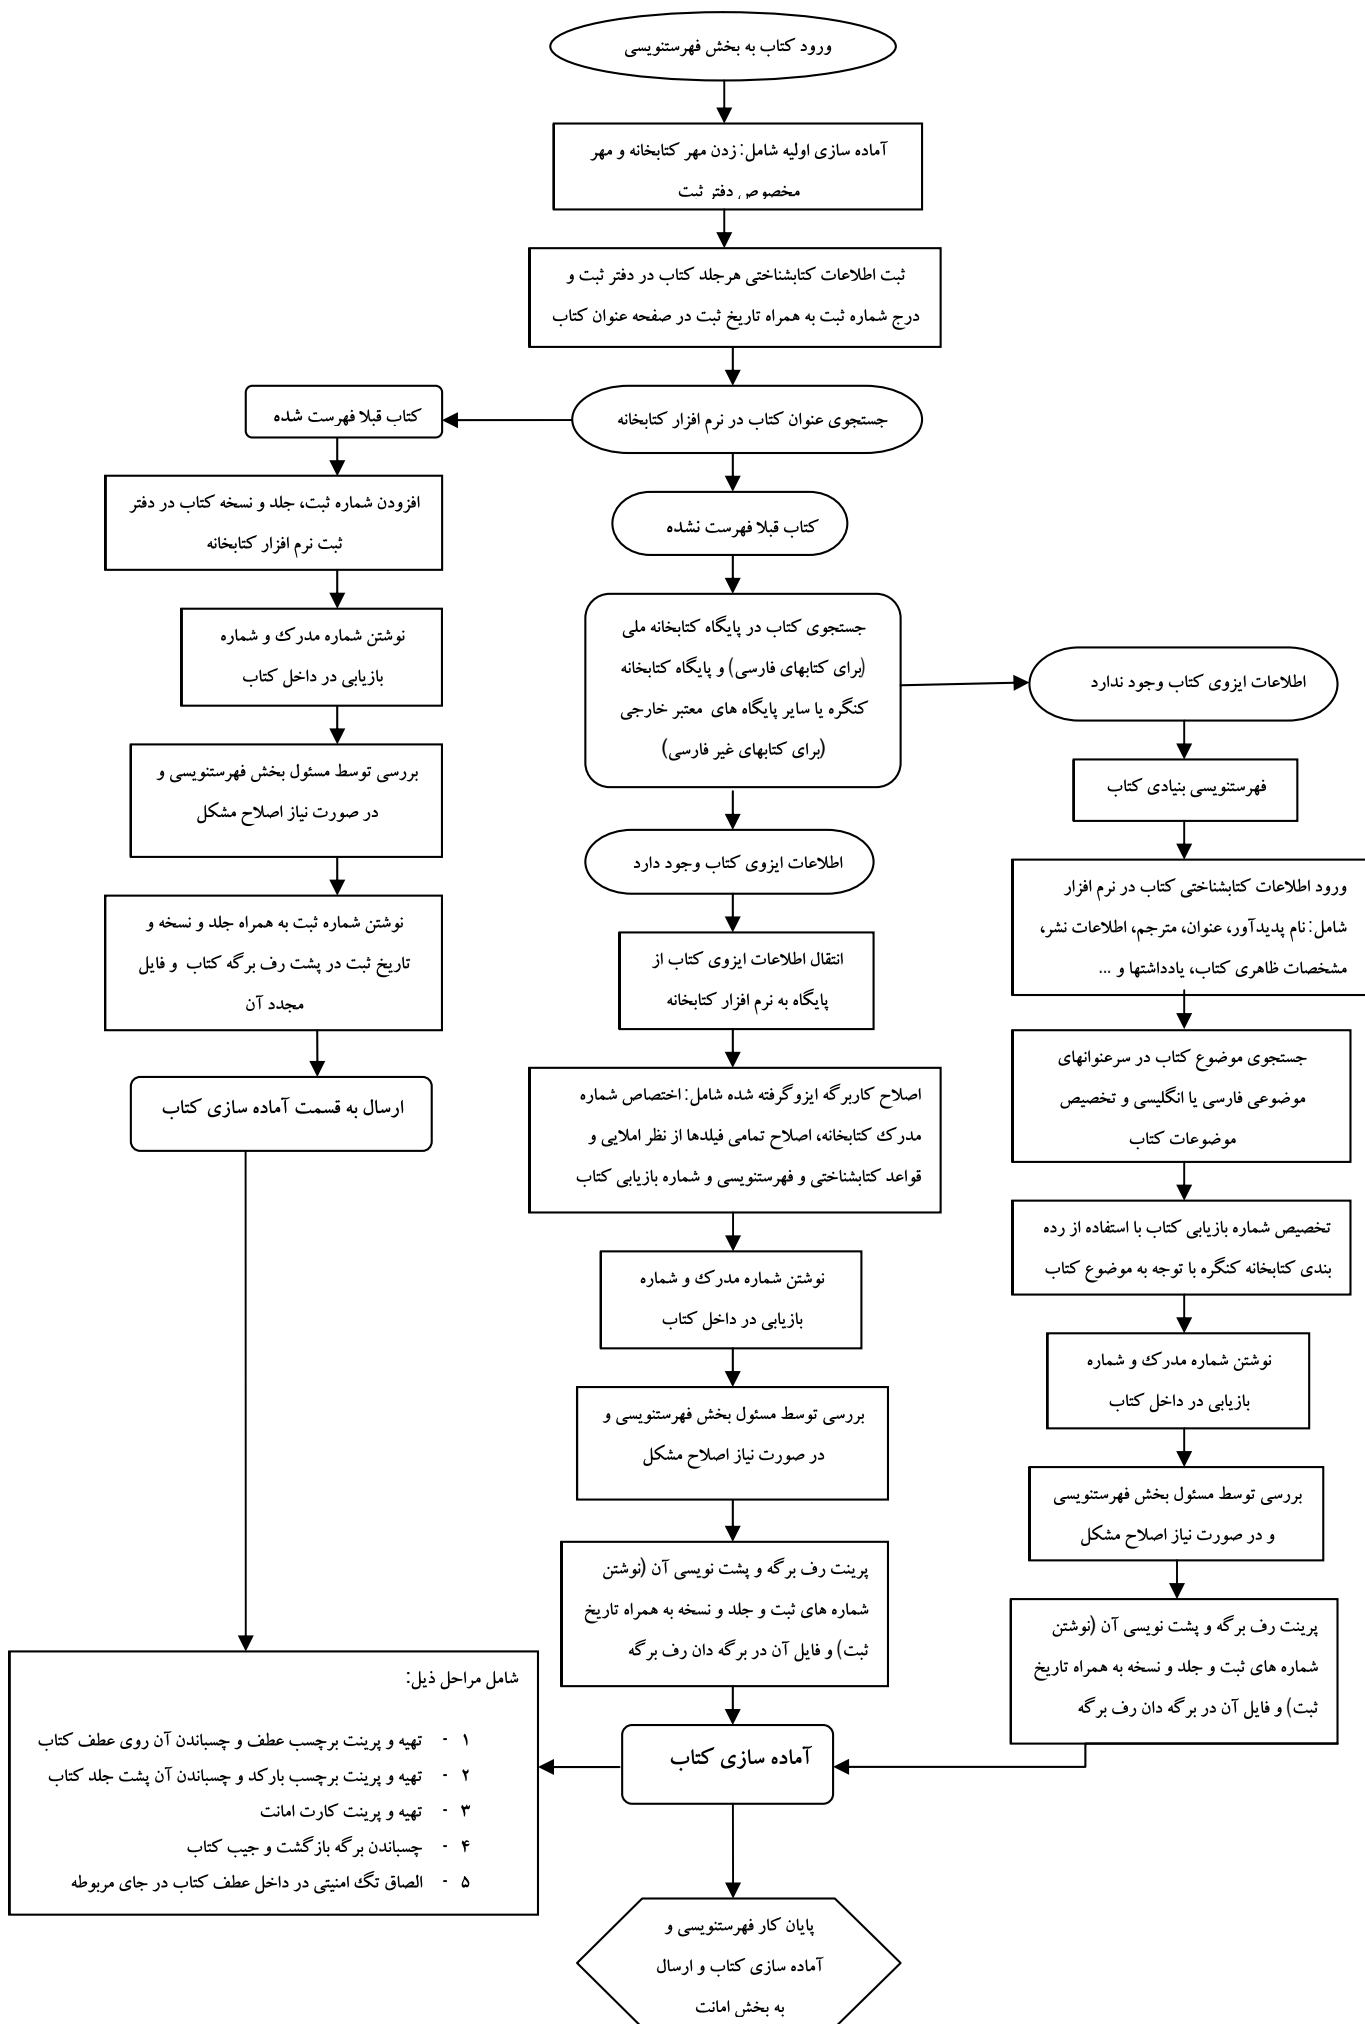 ورود کتاب به بخش فهرستنویسی
آماده سازی اولیه شامل: زدن مهر کتابخانه و مهر
مخصوص دفتر ثبت
ثبت اطلاعات کتابشناختی هرجلد کتاب در دفتر ثبت و
درج شماره ثبت به همراه تاریخ ثبت در صفحه عنوان کتاب
جستجوی عنوان کتاب در نرم افزار کتابخانه
کتاب قبلا فهرست شده
افزودن شماره ثبت، جلد و نسخه کتاب در دفتر
ثبت نرم افزار کتابخانه
نوشتن شماره مدرک و شماره
بازیابی در داخل کتاب
بررسی توسط مسئول بخش فهرستنویسی و
در صورت نیاز اصلاح مشکل
نوشتن شماره ثبت به همراه جلد و نسخه و
تاریخ ثبت در پشت رف برگه کتاب و فایل
مجدد آن
ارسال به قسمت آماده سازی کتاب
کتاب قبلا فهرست نشده
جستجوی کتاب در پایگاه کتابخانه ملی
(برای کتابهای فارسی) و پایگاه کتابخانه
کنگره یا سایر پایگاه های معتبر خارجی
(برای کتابهای غیر فارسی)
اطلاعات ایزوی کتاب وجود دارد
انتقال اطلاعات ایزوی کتاب از
پایگاه به نرم افزار کتابخانه
اصلاح کاربرگه ایزوگرفته شده شامل: اختصاص شماره
مدرک کتابخانه، اصلاح تمامی فیلدها از نظر املایی و
قواعد کتابشناختی و فهرستنویسی و شماره بازیابی کتاب
نوشتن شماره مدرک و شماره
بازیابی در داخل کتاب
بررسی توسط مسئول بخش فهرستنویسی و
در صورت نیاز اصلاح مشکل
پرینت رف برگه و پشت نویسی آن (نوشتن
شماره های ثبت و جلد و نسخه به همراه تاریخ
ثبت) و فایل آن در برگه دان رف برگه
اطلاعات ایزوی کتاب وجود ندارد
فهرستنویسی بنیادی کتاب
ورود اطلاعات کتابشناختی کتاب در نرم افزار
شامل: نام پدیدآور، عنوان، مترجم، اطلاعات نشر،
مشخصات ظاهری کتاب، یادداشتها و ...
جستجوی موضوع کتاب در سرعنوانهای
موضوعی فارسی یا انگلیسی و تخصیص
موضوعات کتاب
تخصیص شماره بازیابی کتاب با استفاده از رده
بندی کتابخانه کنگره با توجه به موضوع کتاب
نوشتن شماره مدرک و شماره
بازیابی در داخل کتاب
بررسی توسط مسئول بخش فهرستنویسی
و در صورت نیاز اصلاح مشکل
پرینت رف برگه و پشت نویسی آن (نوشتن
شماره های ثبت و جلد و نسخه به همراه تاریخ
ثبت) و فایل آن در برگه دان رف برگه
آماده سازی کتاب
شامل مراحل ذیل:
۱ - تهیه و پرینت برچسب عطف و چسباندن آن روی عطف کتاب
۲ - تهیه و پرینت برچسب بارکد و چسباندن آن پشت جلد کتاب
۳ - تهیه و پرینت کارت امانت
۴ - چسباندن برگه بازگشت و جیب کتاب
۵ - الصاق تگ امنیتی در داخل عطف کتاب در جای مربوطه
پایان کار فهرستنویسی و
آماده سازی کتاب و ارسال
به بخش امانت